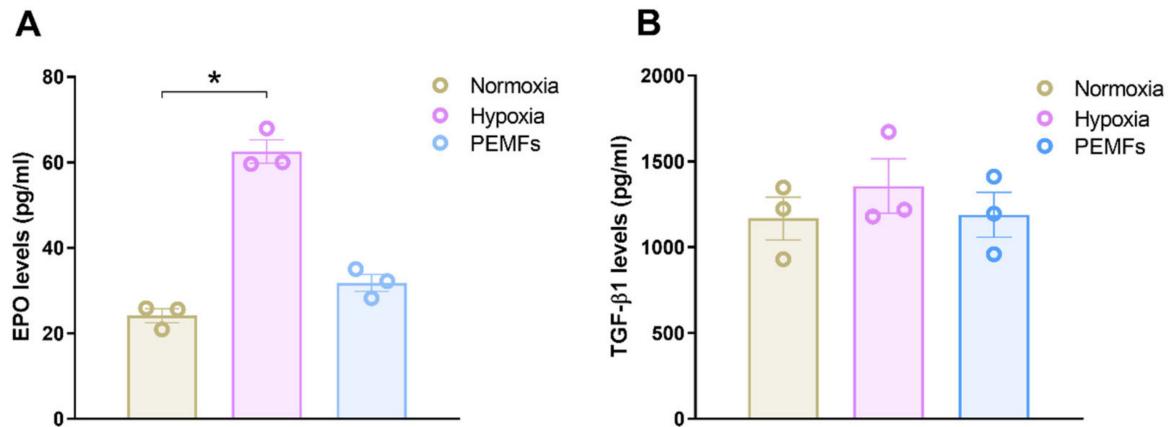 A
EPO levels (pg/ml)
80
60
40
20
0
*
Normoxia
Hypoxia
PEMFs
B
TGF-β1 levels (pg/ml)
2000
1500
1000
500
0
Normoxia
Hypoxia
PEMFs